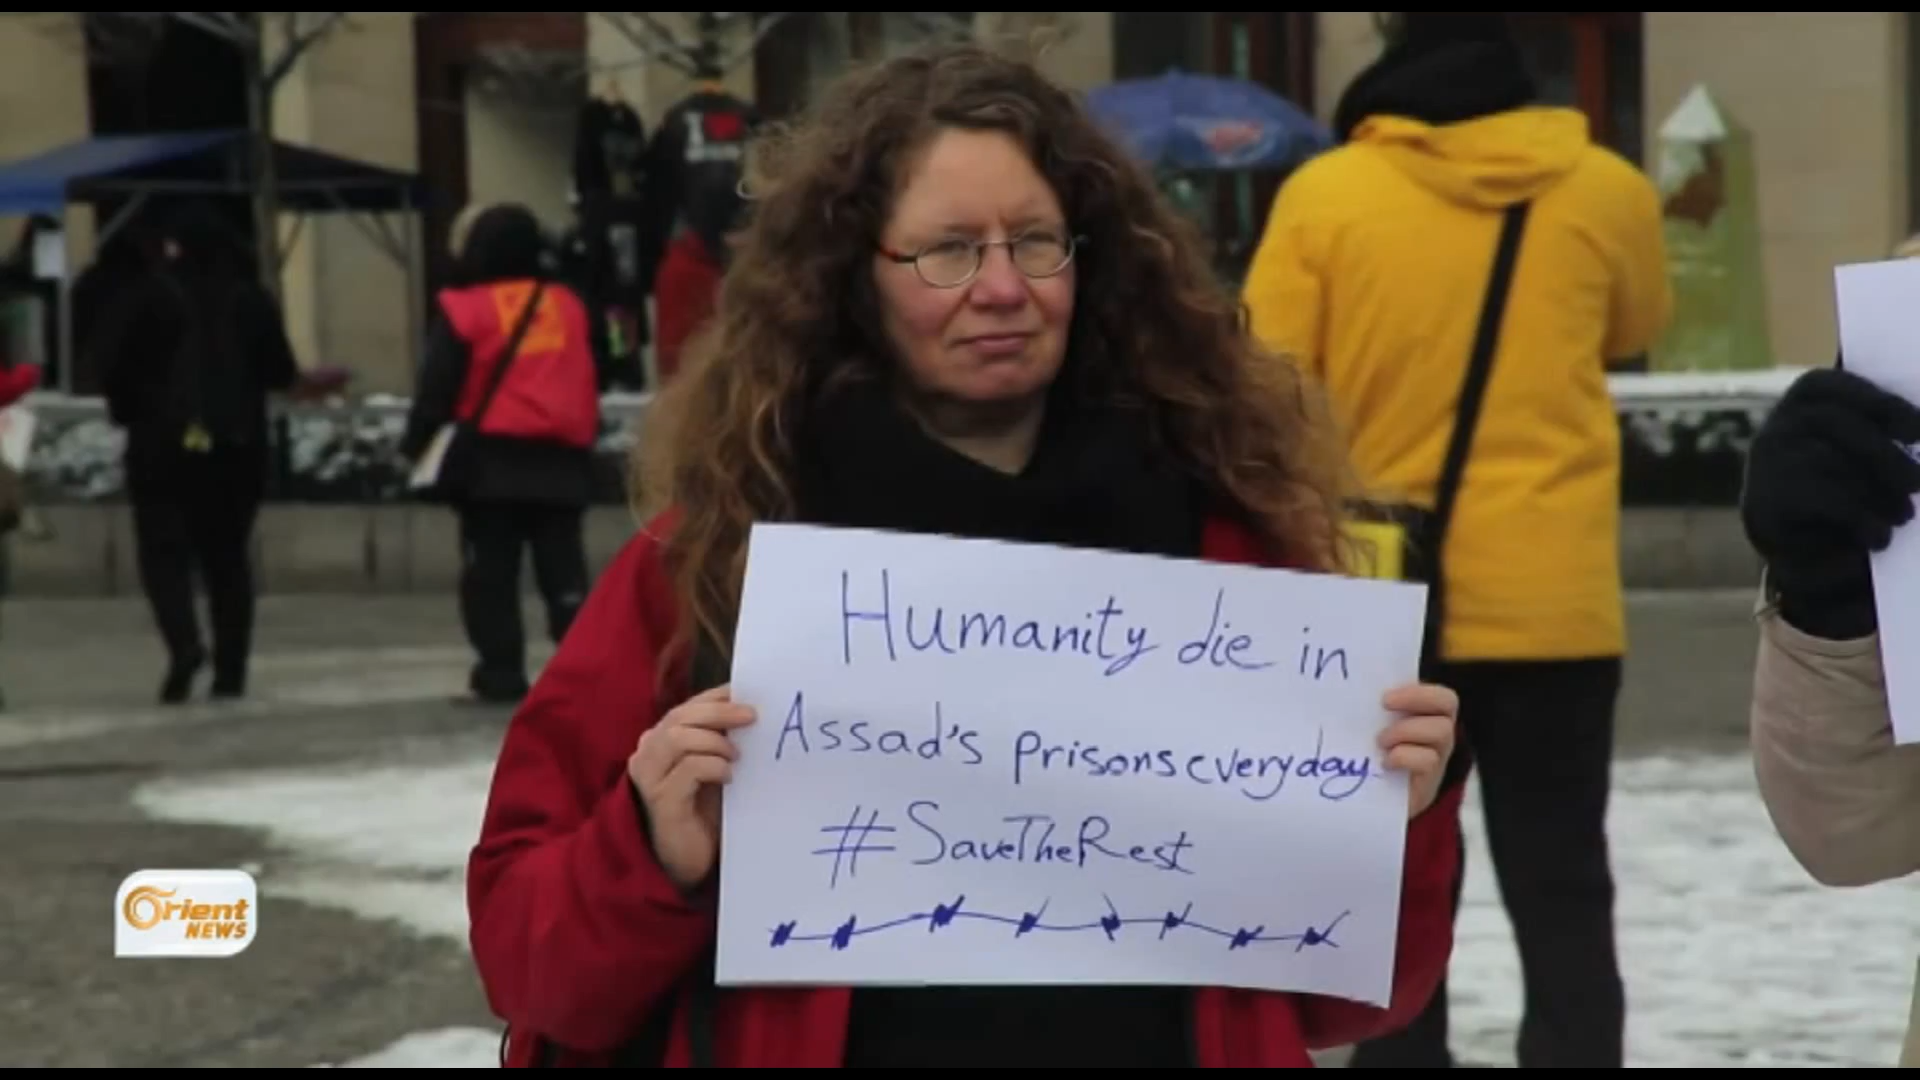 I
Humanity die in
Assad's prisons everyday
#SaveTheRest
Orient
NEWS